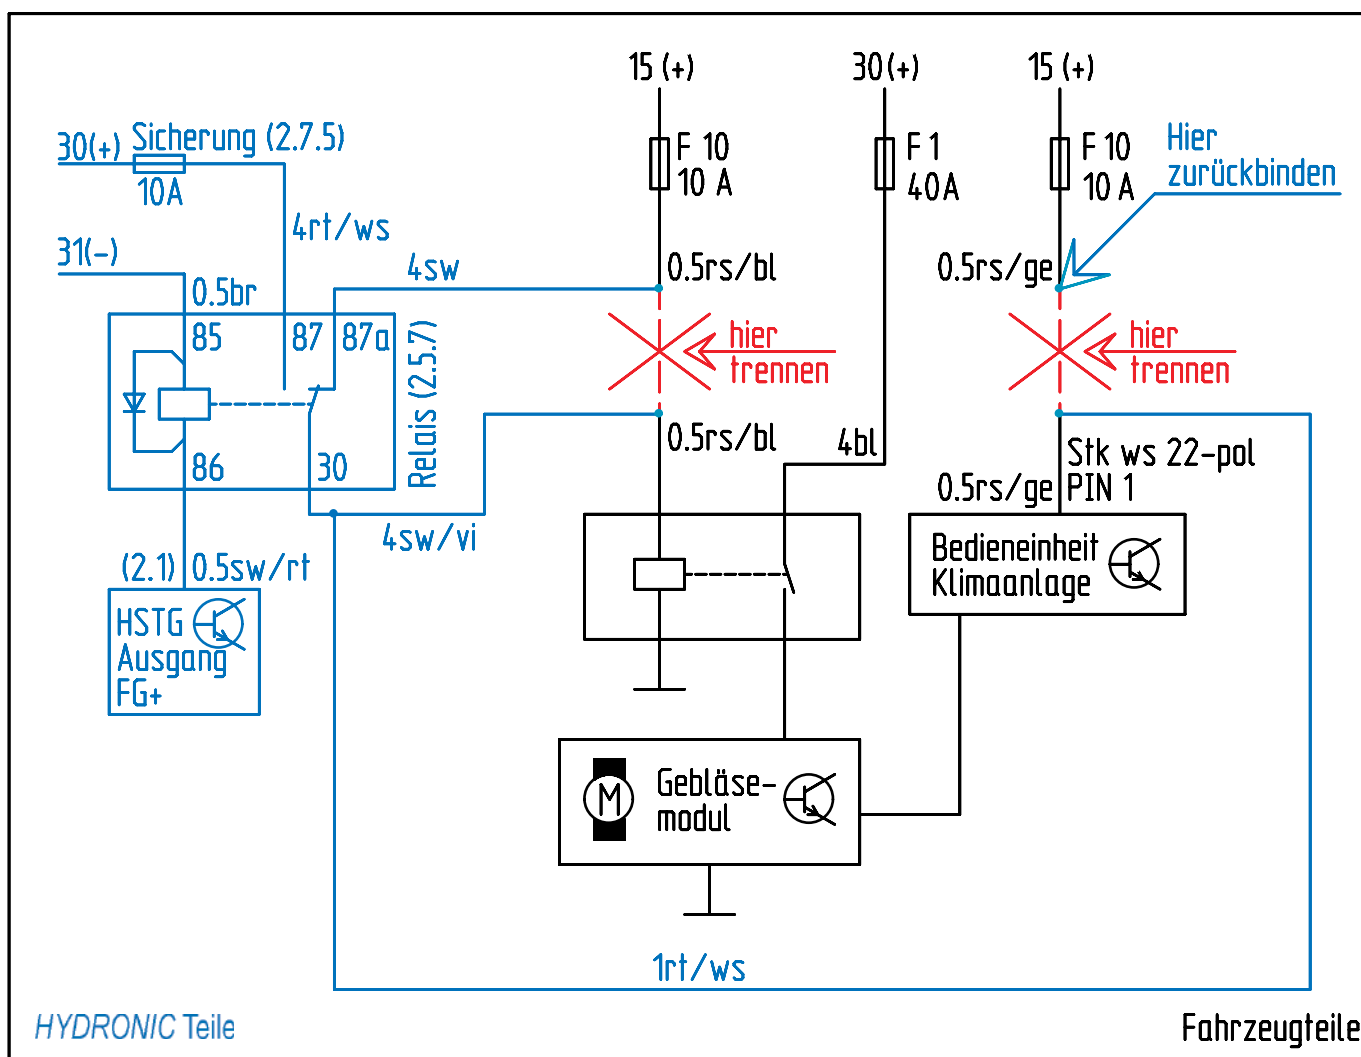 15 (+)
30(+)
15 (+)
Sicherung (2.7.5)
30(+)
10A
F 10
10 A
F 1
40A
F 10
10 A
Hier
zurückbinden
4rt/ws
31(-)
4sw
0.5rs/bl
0.5rs/ge
0.5br
85
87
87a
Relais (2.5.7)
hier
trennen
hier
trennen
86
30
0.5rs/bl
4bl
Stk ws 22-pol
0.5rs/ge
PIN 1
4sw/vi
(2.1)
0.5sw/rt
HSTG
Ausgang
FG+
Bedieneinheit
Klimaanlage
M
Gebläse-
modul
1rt/ws
HYDRONIC Teile
Fahrzeugteile